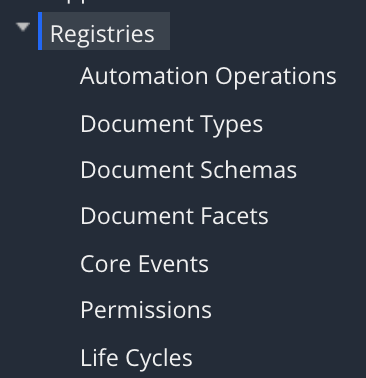 Registries
Automation Operations
Document Types
Document Schemas
Document Facets
Core Events
Permissions
Life Cycles